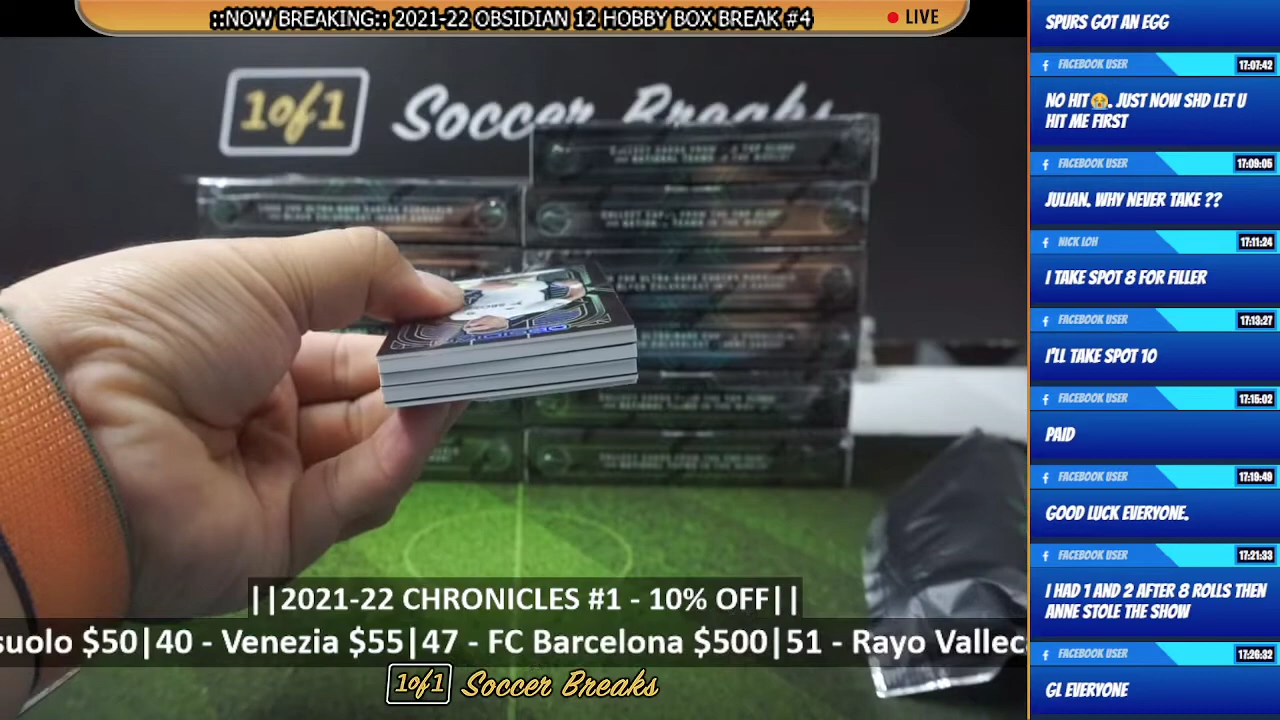 ::NOW BREAKING:: 2021-22 OBSIDIAN 12 HOBBY BOX BREAK #4
LIVE
1of1 Soccer Breaks
OBSIDIAN
||2021-22 CHRONICLES #1 - 10% OFF||
suolo $50|40 - Venezia $55|47 - FC Barcelona $500|51 - Rayo Valleca
1of1 Soccer Breaks
SPURS GOT AN EGG
FACEBOOK USER 17:07:42
NO HIT😭. JUST NOW SHD LET U
HIT ME FIRST
FACEBOOK USER 17:09:05
JULIAN, WHY NEVER TAKE ??
NICK LOH 17:11:24
I TAKE SPOT 8 FOR FILLER
FACEBOOK USER 17:13:27
I'LL TAKE SPOT 10
FACEBOOK USER 17:15:02
PAID
FACEBOOK USER 17:19:49
GOOD LUCK EVERYONE.
FACEBOOK USER 17:21:33
I HAD 1 AND 2 AFTER 8 ROLLS THEN
ANNE STOLE THE SHOW
FACEBOOK USER 17:26:32
GL EVERYONE